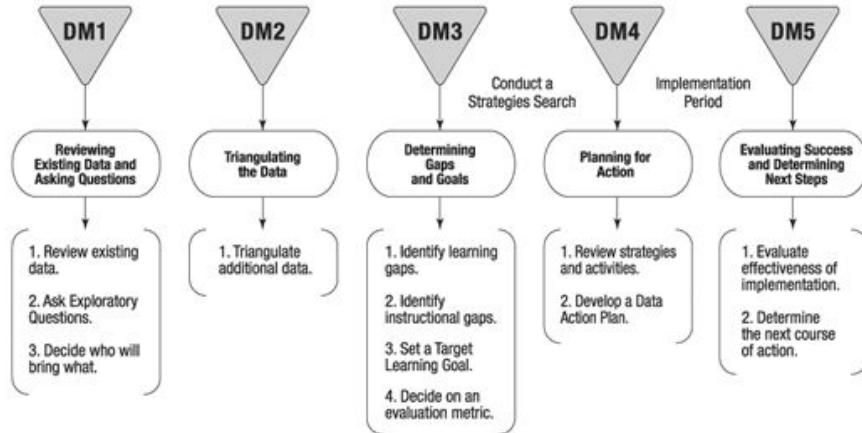 DM1
DM2
DM3
DM4
DM5
Conduct a
Strategies Search
Implementation
Period
Reviewing
Existing Data and
Asking Questions
Triangulating
the Data
Determining
Gaps
and Goals
Planning for
Action
Evaluating Success
and Determining
Next Steps
1. Review existing
data.
2. Ask Exploratory
Questions.
3. Decide who will
bring what.
1. Triangulate
additional data.
1. Identify learning
gaps.
2. Identify
instructional gaps.
3. Set a Target
Learning Goal.
4. Decide on an
evaluation metric.
1. Review strategies
and activities.
2. Develop a Data
Action Plan.
1. Evaluate
effectiveness of
implementation.
2. Determine
the next course
of action.